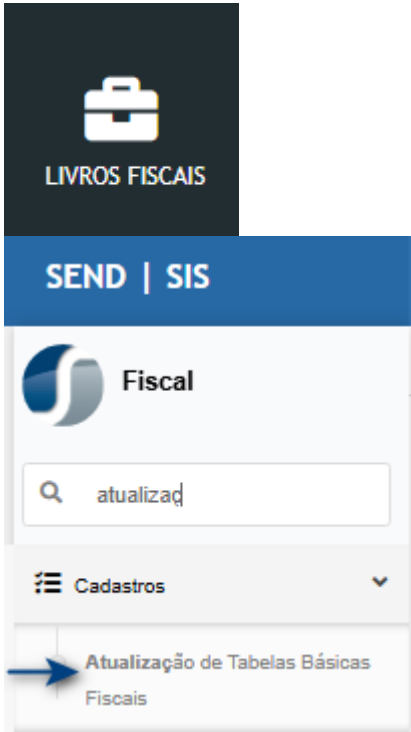 LIVROS FISCAIS
SEND | SIS
Fiscal
atualizaç
Cadastros
Atualização de Tabelas Básicas
Fiscais